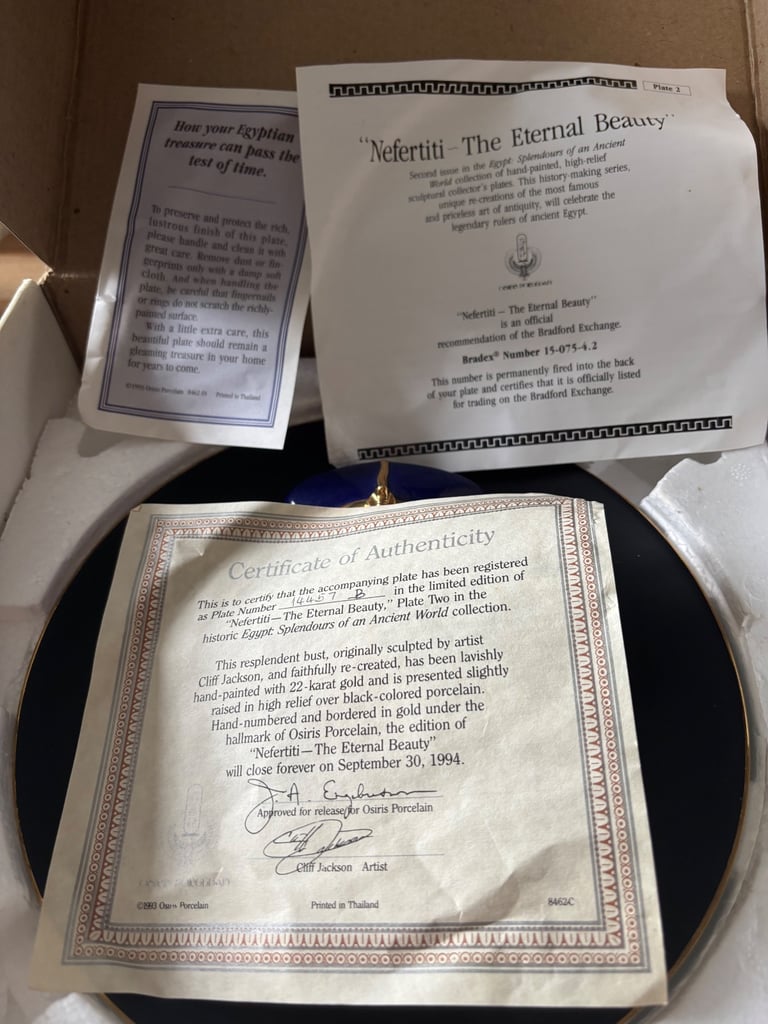 How your Egyptian
treasure can pass the
test of time.
To preserve and protect the rich,
lustrous finish of this plate,
please handle and clean it with
great care. Remove dust or fin-
gerprints only with a damp soft
cloth. And when handling the
plate, be careful that fingernails
or rings do not scratch the richly-
painted surface.
With a little extra care, this
beautiful plate should remain a
gleaming treasure in your home
for years to come.
Osiris Porcelain
Printed in Thailand
Plate 2
"Nefertiti – The Eternal Beauty"
Second issue in the Egypt: Splendours of an Ancient
World collection of hand-painted, high-relief
sculptural collector's plates. This history-making series,
unique re-creations of the most famous
and priceless art of antiquity, will celebrate the
legendary rulers of ancient Egypt.
"Nefertiti — The Eternal Beauty"
is an official
recommendation of the Bradford Exchange.
Bradex® Number 15-075-4.2
This number is permanently fired into the back
of your plate and certifies that it is officially listed
for trading on the Bradford Exchange.
Certificate of Authenticity
This is to certify that the accompanying plate has been registered
as Plate Number 14457 B in the limited edition of
"Nefertiti—The Eternal Beauty," Plate Two in the
historic Egypt: Splendours of an Ancient World collection.
This resplendent bust, originally sculpted by artist
Cliff Jackson, and faithfully re-created, has been lavishly
hand-painted with 22-karat gold and is presented slightly
raised in high relief over black-colored porcelain.
Hand-numbered and bordered in gold under the
hallmark of Osiris Porcelain, the edition of
"Nefertiti—The Eternal Beauty"
will close forever on September 30, 1994.
Approved for release/for Osiris Porcelain
Cliff Jackson Artist
©1993 Osiris Porcelain
Printed in Thailand
8462C